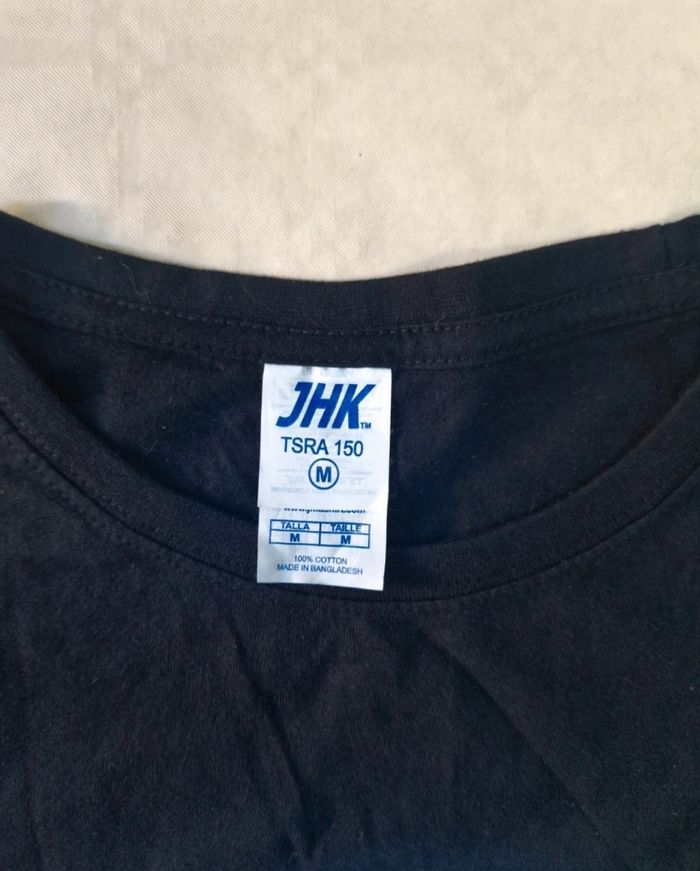 JHK™
TSRA 150
M
TALLA TAILLE
M M
100% COTTON
MADE IN BANGLADESH